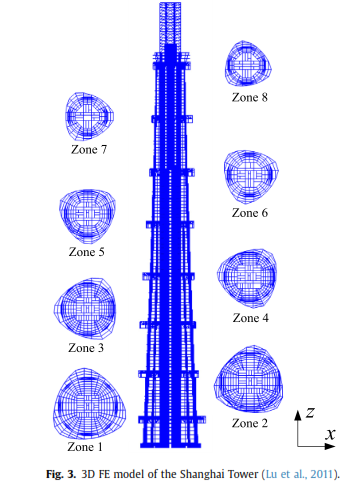 Zone 8
Zone 7
Zone 6
Zone 5
Zone 4
Zone 3
Zone 2
Zone 1
z
x
Fig. 3. 3D FE model of the Shanghai Tower (Lu et al., 2011).